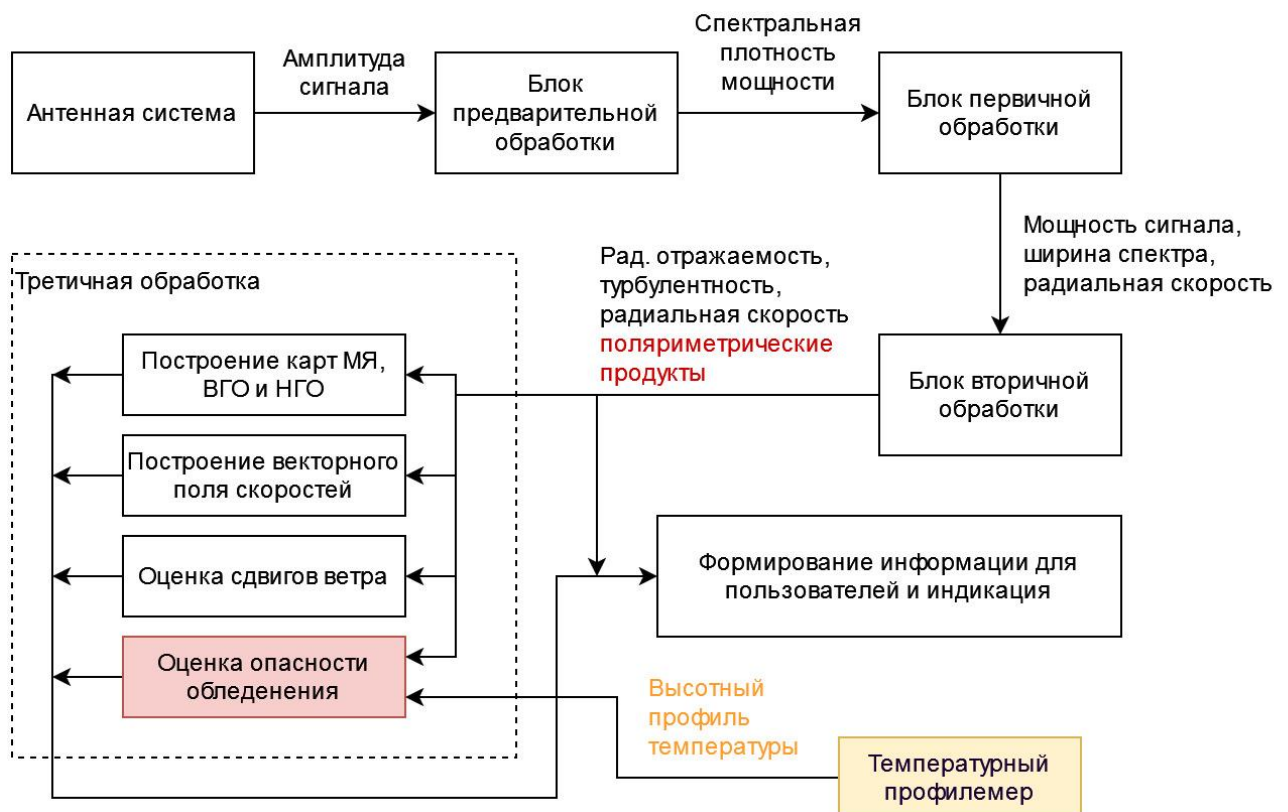 Антенная система
Амплитуда
сигнала
Блок
предварительной
обработки
Спектральная
плотность
мощности
Блок первичной
обработки
Мощность сигнала,
ширина спектра,
радиальная скорость
Блок вторичной
обработки
Рад. отражаемость,
турбулентность,
радиальная скорость
поляриметрические
продукты
Третичная обработка
Построение карт МЯ,
ВГО и НГО
Построение векторного
поля скоростей
Оценка сдвигов ветра
Оценка опасности
обледенения
Формирование информации для
пользователей и индикация
Высотный
профиль
температуры
Температурный
профилемер